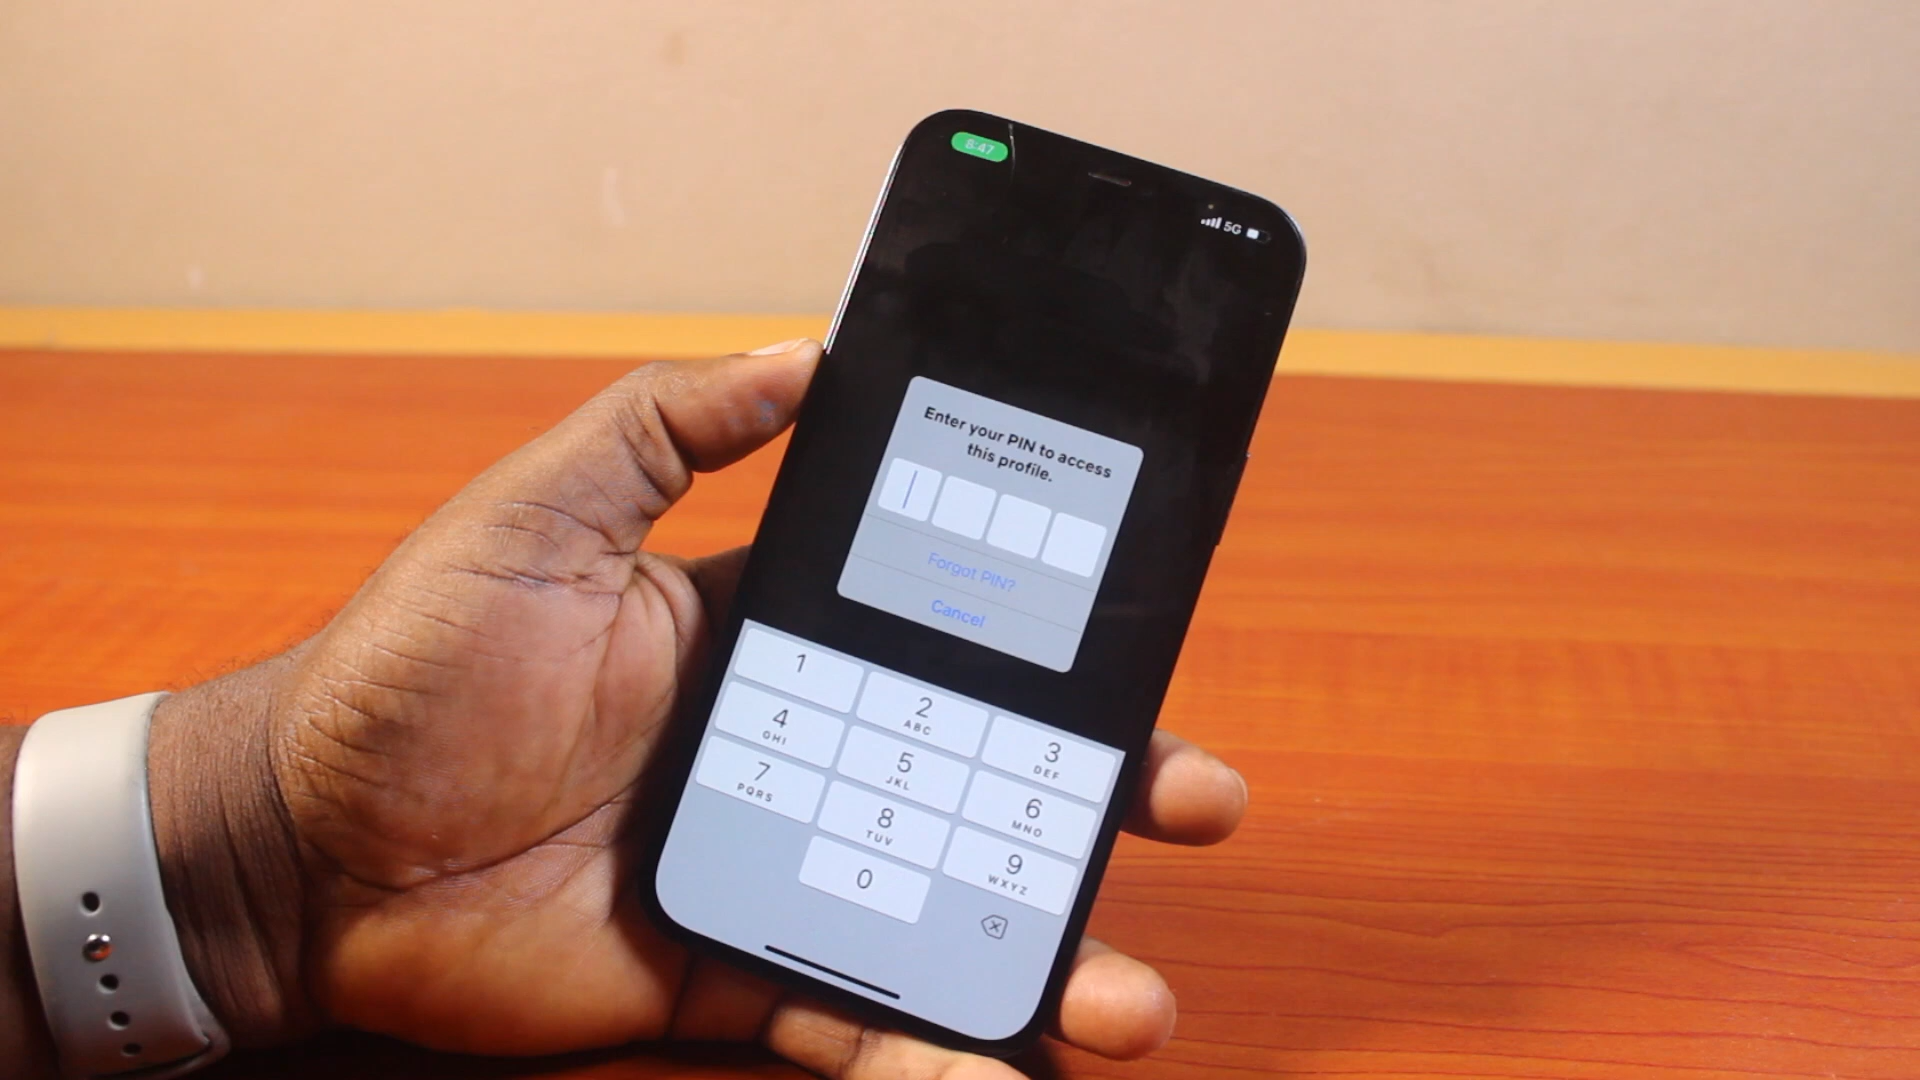 8:47
5G
Enter your PIN to access
this profile.
Forgot PIN?
Cancel
1
2
ABC
3
DEF
4
GHI
5
JKL
6
MNO
7
PQRS
8
TUV
9
WXYZ
0